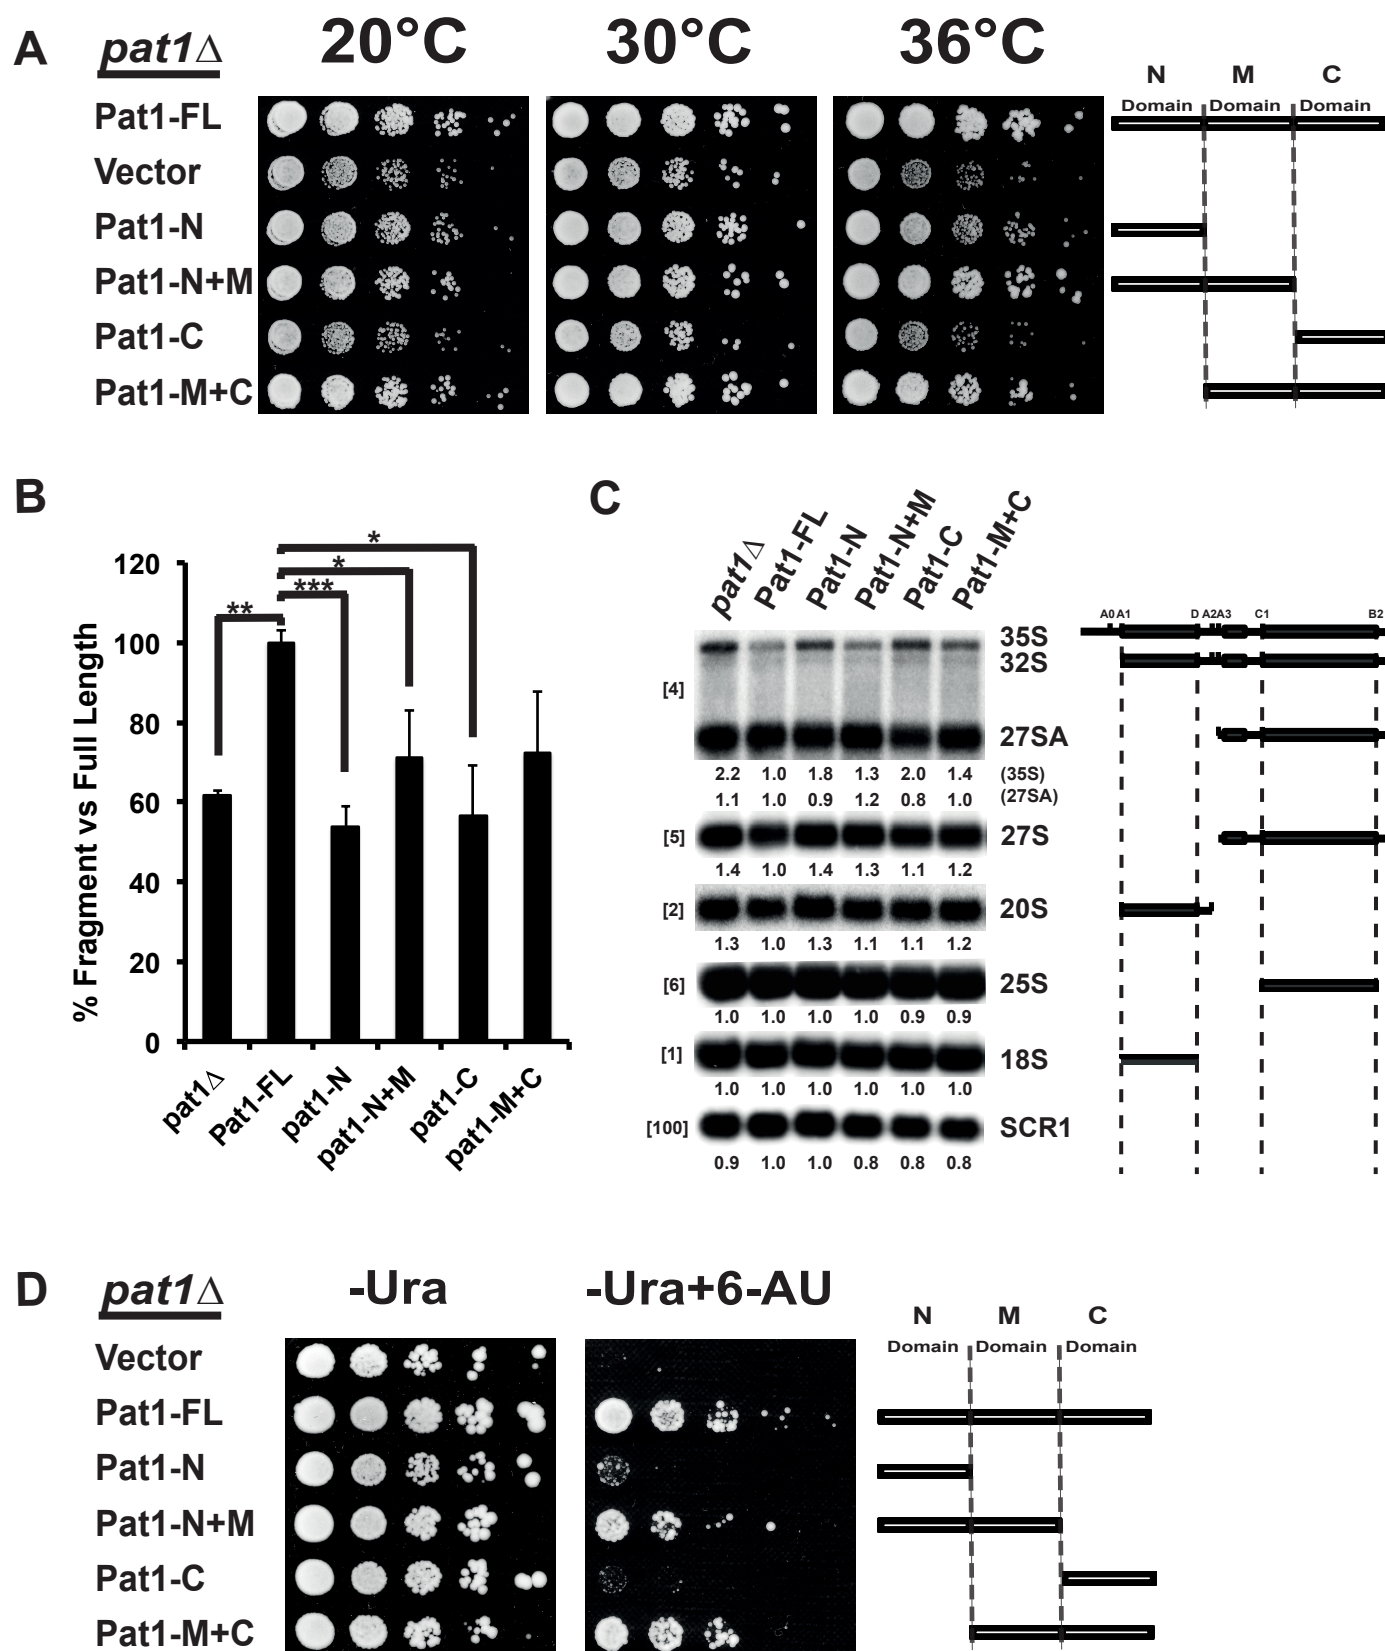 A
pat1Δ
20°C
30°C
36°C
N
M
C
Domain
Domain
Domain
Pat1-FL
Vector
Pat1-N
Pat1-N+M
Pat1-C
Pat1-M+C
B
% Fragment vs Full Length
120
100
80
60
40
20
0
**
***
*
*
pat1Δ
Pat1-FL
pat1-N
pat1-N+M
pat1-C
pat1-M+C
C
pat1Δ
Pat1-FL
Pat1-N
Pat1-N+M
Pat1-C
Pat1-M+C
A0 A1 D A2 A3 C1 B2
35S
32S
[4]
27SA
2.2 1.0 1.8 1.3 2.0 1.4 (35S)
1.1 1.0 0.9 1.2 0.8 1.0 (27SA)
[5] 27S
1.4 1.0 1.4 1.3 1.1 1.2
[2] 20S
1.3 1.0 1.3 1.1 1.1 1.2
[6] 25S
1.0 1.0 1.0 1.0 0.9 0.9
[1] 18S
1.0 1.0 1.0 1.0 1.0 1.0
[100] SCR1
0.9 1.0 1.0 0.8 0.8 0.8
D
pat1Δ
-Ura
-Ura+6-AU
N
M
C
Domain
Domain
Domain
Vector
Pat1-FL
Pat1-N
Pat1-N+M
Pat1-C
Pat1-M+C